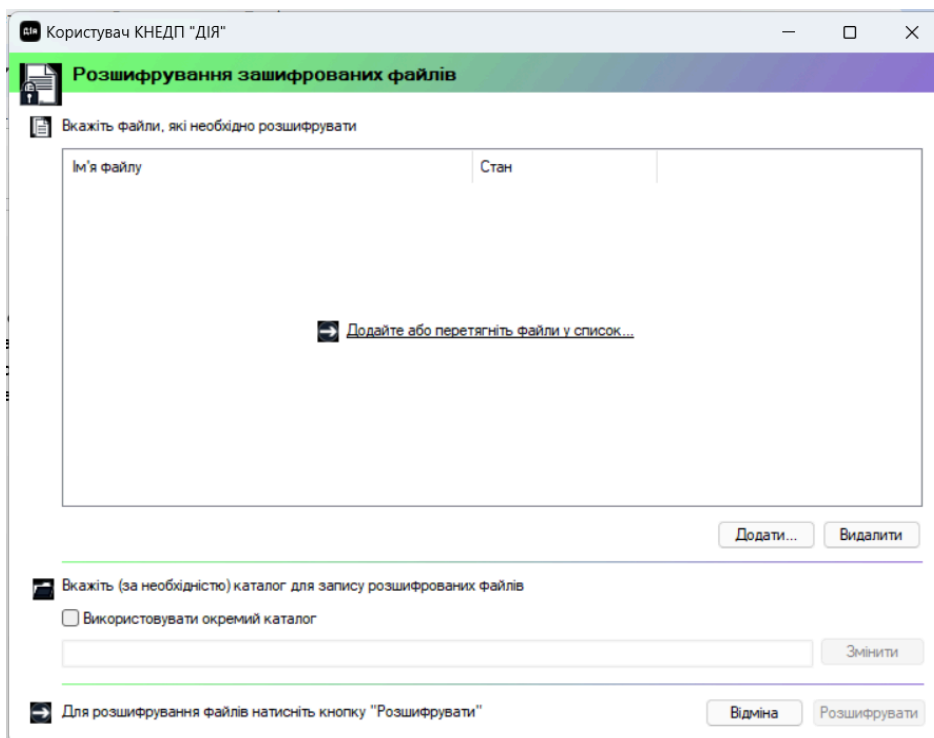 Дія Користувач КНЕДП "ДІЯ"
Розшифрування зашифрованих файлів
Вкажіть файли, які необхідно розшифрувати
Ім'я файлу Стан
Додайте або перетягніть файли у список...
Додати... Видалити
Вкажіть (за необхідністю) каталог для запису розшифрованих файлів
Використовувати окремий каталог
Змінити
Для розшифрування файлів натисніть кнопку "Розшифрувати" Відміна Розшифрувати